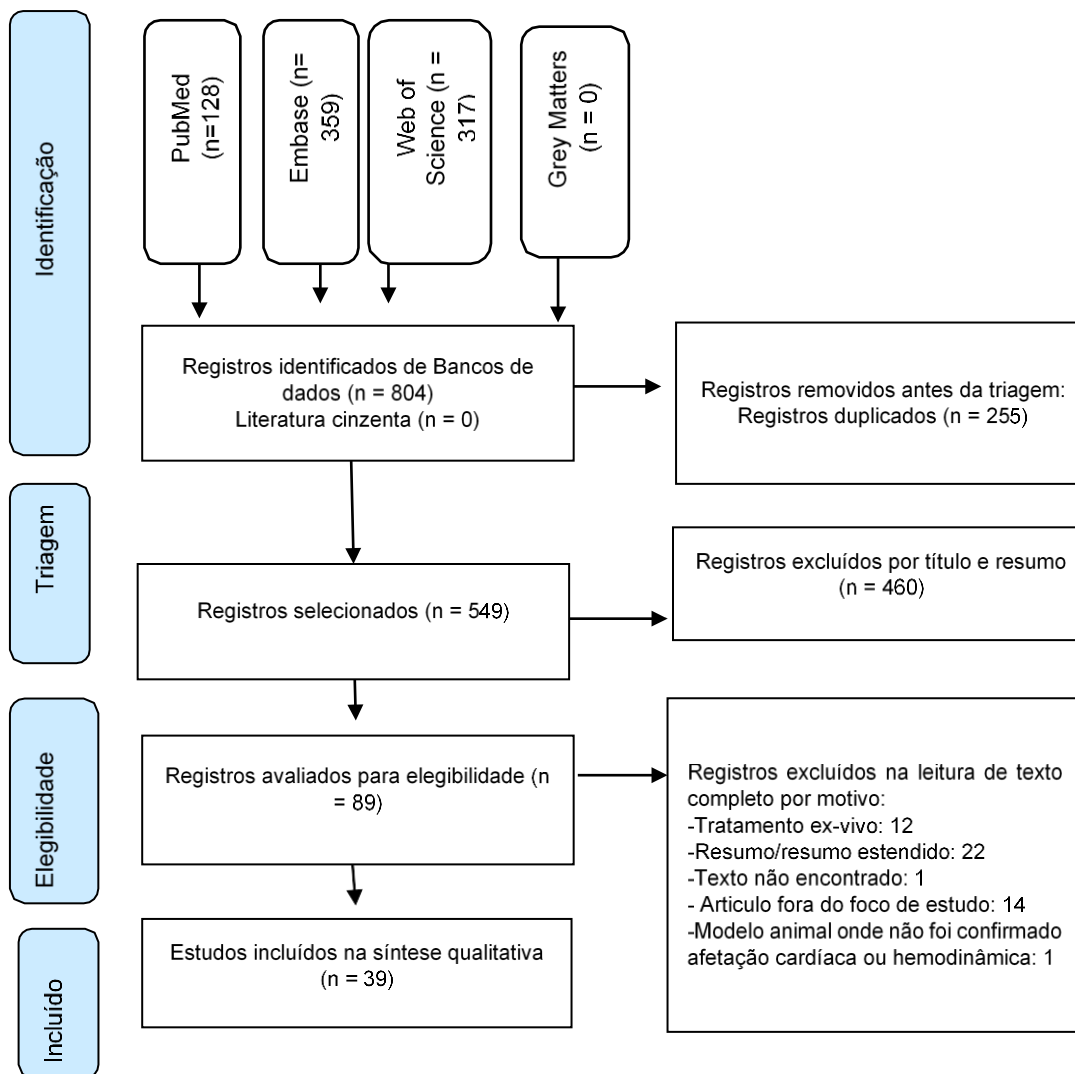 Identificação
PubMed
(n=128)
Embase (n=
359)
Web of
Science (n =
317)
Grey Matters
(n = 0)
Registros identificados de Bancos de
dados (n = 804)
Literatura cinzenta (n = 0)
Registros removidos antes da triagem:
Registros duplicados (n = 255)
Triagem
Registros selecionados (n = 549)
Registros excluídos por título e resumo
(n = 460)
Elegibilidade
Registros avaliados para elegibilidade (n
= 89)
Registros excluídos na leitura de texto
completo por motivo:
-Tratamento ex-vivo: 12
-Resumo/resumo estendido: 22
-Texto não encontrado: 1
- Articulo fora do foco de estudo: 14
-Modelo animal onde não foi confirmado
afetação cardíaca ou hemodinâmica: 1
Incluído
Estudos incluídos na síntese qualitativa
(n = 39)